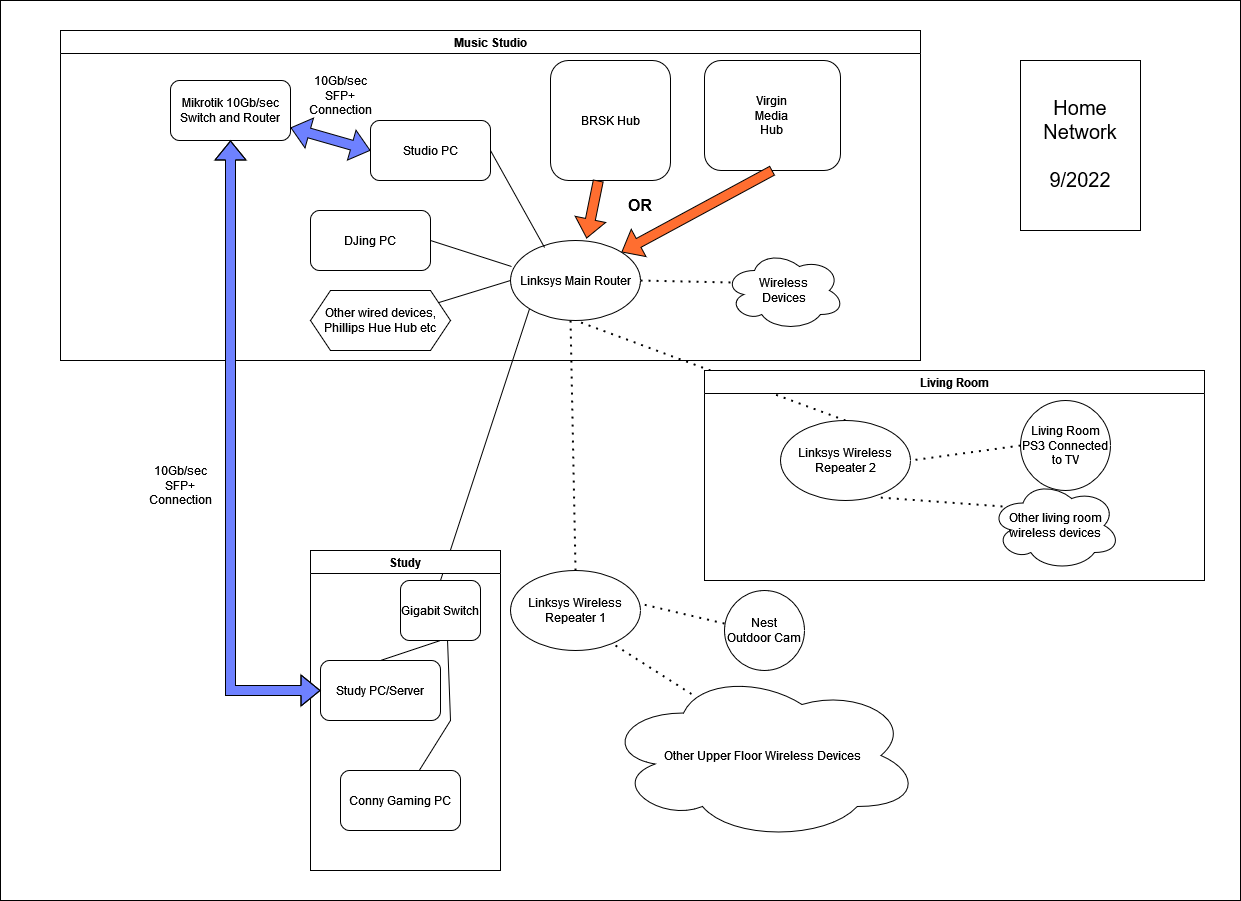 Music Studio
Mikrotik 10Gb/sec
Switch and Router
10Gb/sec
SFP+
Connection
Studio PC
BRSK Hub
Virgin
Media
Hub
Home
Network
9/2022
OR
DJing PC
Linksys Main Router
Wireless
Devices
Other wired devices,
Phillips Hue Hub etc
Living Room
Linksys Wireless
Repeater 2
Living Room
PS3 Connected
to TV
Other living room
wireless devices
10Gb/sec
SFP+
Connection
Study
Gigabit Switch
Study PC/Server
Conny Gaming PC
Linksys Wireless
Repeater 1
Nest
Outdoor Cam
Other Upper Floor Wireless Devices